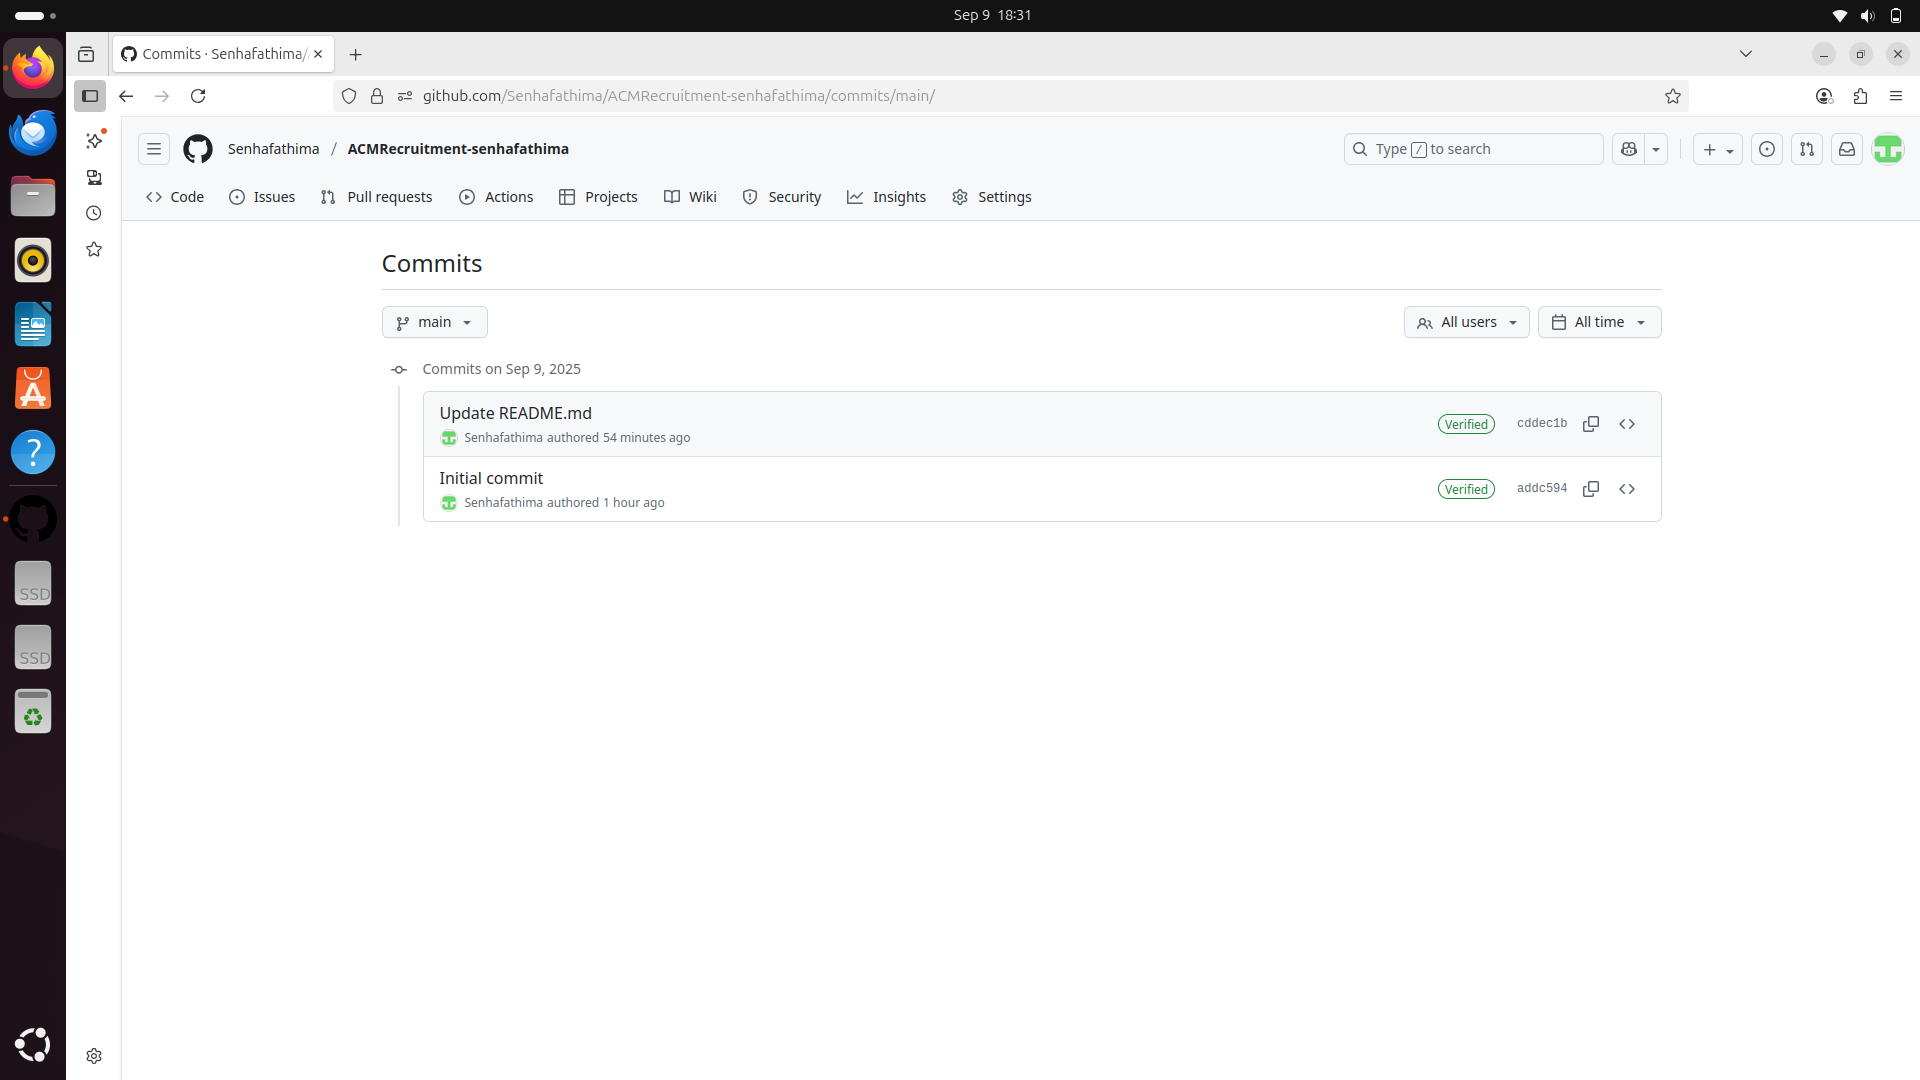 Sep 9 18:31
Commits · Senhafathima/
github.com/Senhafathima/ACMRecruitment-senhafathima/commits/main/
Senhafathima / ACMRecruitment-senhafathima
Type / to search
Code Issues Pull requests Actions Projects Wiki Security Insights Settings
Commits
main
All users All time
Commits on Sep 9, 2025
Update README.md
Senhafathima authored 54 minutes ago
Verified cddec1b
Initial commit
Senhafathima authored 1 hour ago
Verified addc594
SSD
SSD